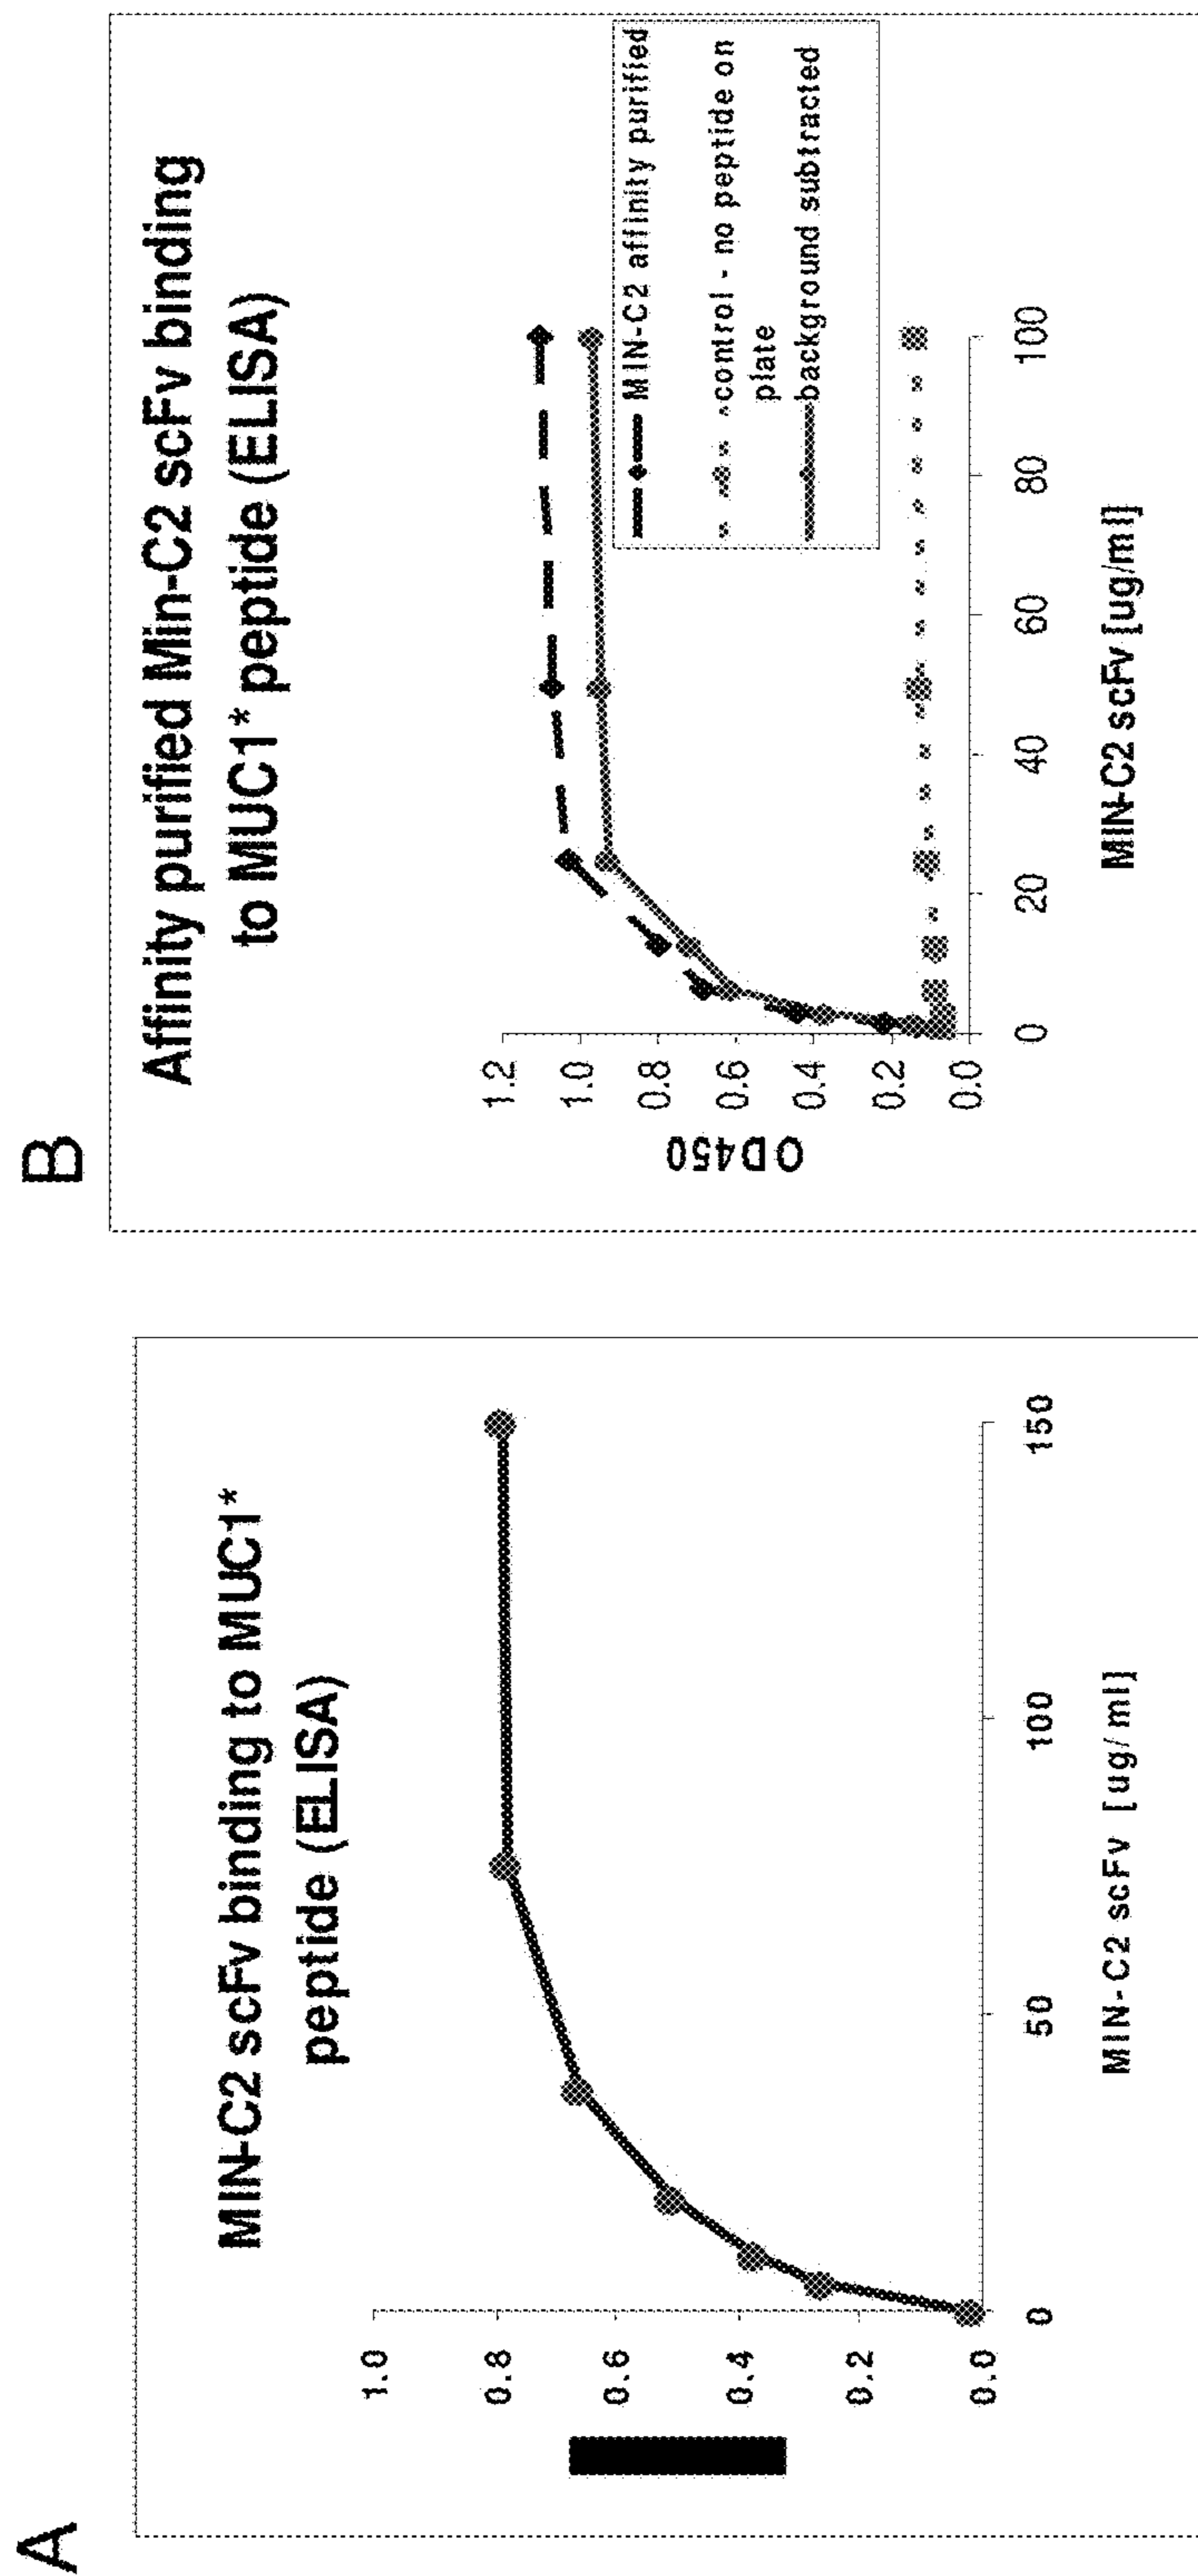 A
MIN-C2 scFv binding to MUC1*
peptide (ELISA)
1.0
0.8
0.6
0.4
0.2
0.0
0
50
100
150
MIN-C2 scFv [ug/ml]
B
Affinity purified Min-C2 scFv binding
to MUC1* peptide (ELISA)
OD450
1.2
1.0
0.8
0.6
0.4
0.2
0.0
0
20
40
60
80
100
MIN-C2 scFv [ug/ml]
MIN-C2 affinity purified
control - no peptide on
plate
background subtracted